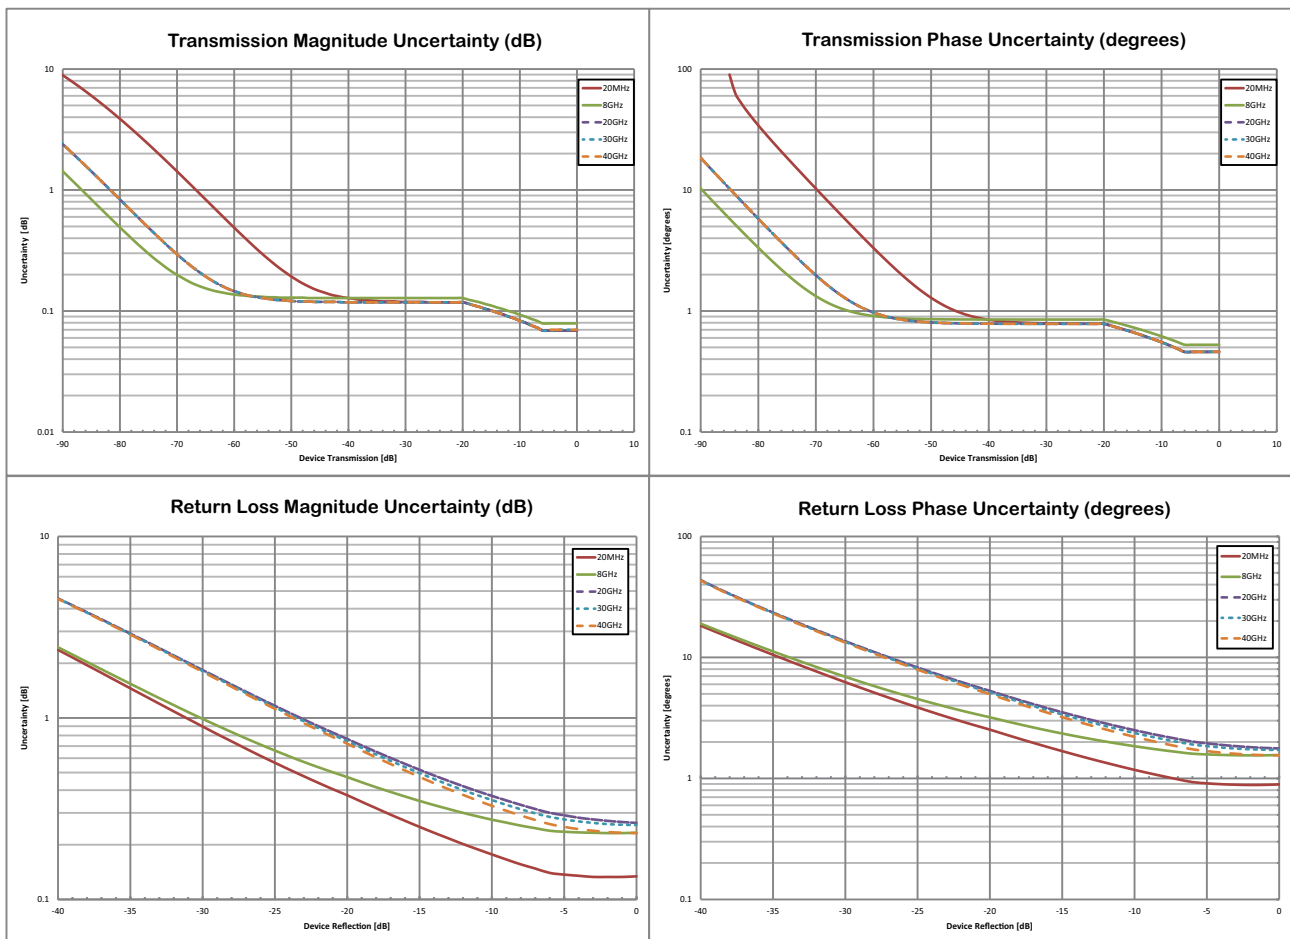 Transmission Magnitude Uncertainty (dB)
10
1
0.1
0.01
Uncertainty [dB]
20MHz
8GHz
20GHz
30GHz
40GHz
-90 -80 -70 -60 -50 -40 -30 -20 -10 0 10
Device Transmission [dB]
Transmission Phase Uncertainty (degrees)
100
10
1
0.1
Uncertainty [degrees]
20MHz
8GHz
20GHz
30GHz
40GHz
-90 -80 -70 -60 -50 -40 -30 -20 -10 0 10
Device Transmission [dB]
Return Loss Magnitude Uncertainty (dB)
10
1
0.1
Uncertainty [dB]
20MHz
8GHz
20GHz
30GHz
40GHz
-40 -35 -30 -25 -20 -15 -10 -5 0
Device Reflection [dB]
Return Loss Phase Uncertainty (degrees)
100
10
1
0.1
Uncertainty [degrees]
20MHz
8GHz
20GHz
30GHz
40GHz
-40 -35 -30 -25 -20 -15 -10 -5 0
Device Reflection [dB]